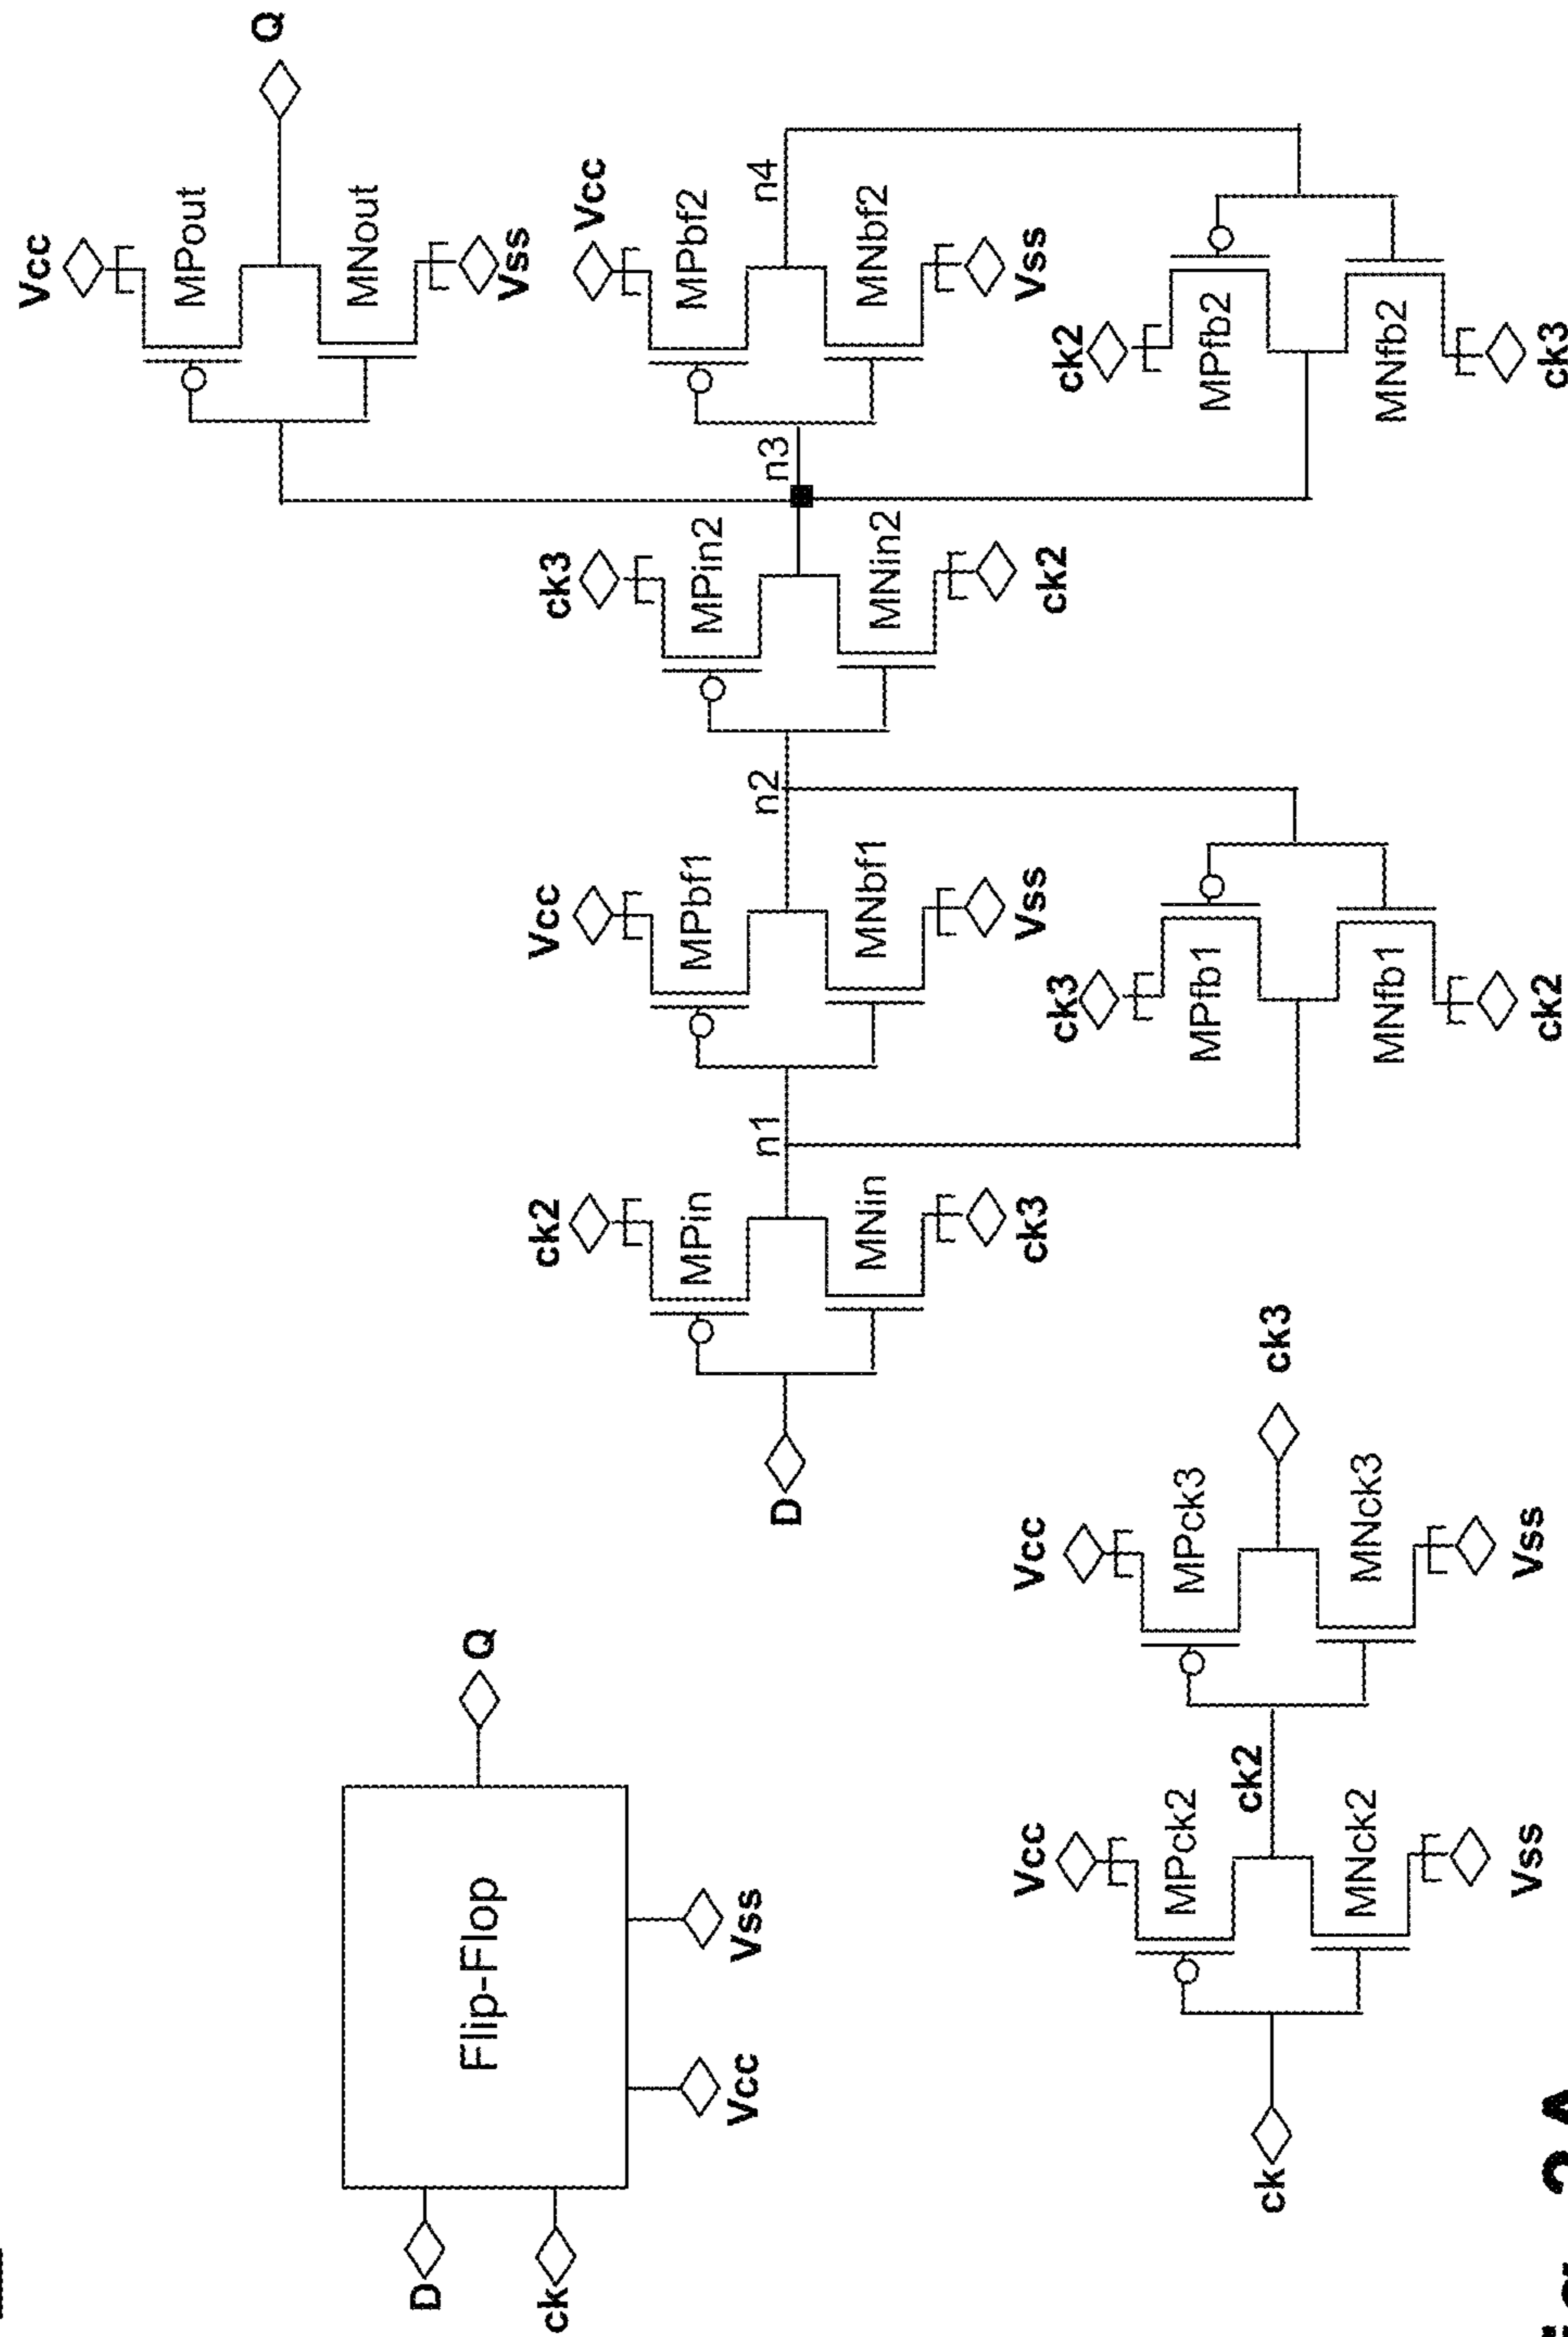 D
ck
Flip-Flop
Q
Vcc
Vss
Vcc
MPout
MNout
Vss
Q
D
ck2
MPin
MNin
ck3
n1
Vcc
MPbf1
MNbf1
Vss
n2
ck3
MPfb1
MNfb1
ck2
ck3
MPin2
MNin2
ck2
n3
Vcc
MPbf2
MNbf2
Vss
n4
ck2
MPfb2
MNfb2
ck3
ck
Vcc
MPck2
MNck2
Vss
ck2
Vcc
MPck3
MNck3
Vss
ck3